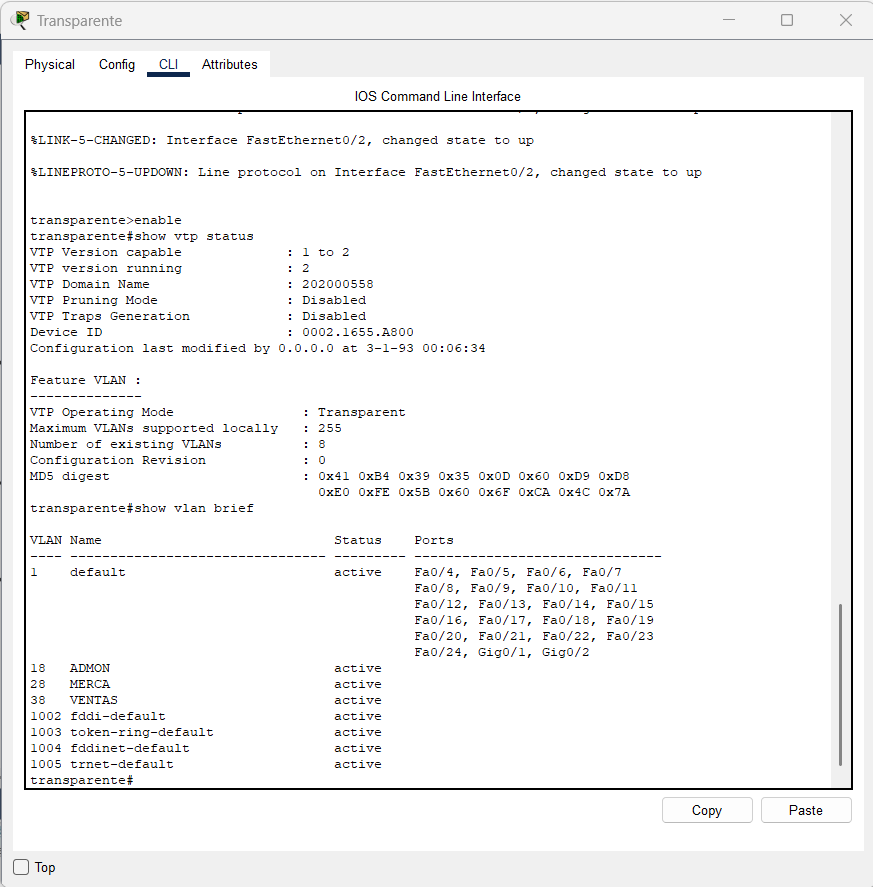 Transparente
Physical Config CLI Attributes
IOS Command Line Interface
%LINK-5-CHANGED: Interface FastEthernet0/2, changed state to up
%LINEPROTO-5-UPDOWN: Line protocol on Interface FastEthernet0/2, changed state to up
transparente>enable
transparente#show vtp status
VTP Version capable : 1 to 2
VTP version running : 2
VTP Domain Name : 202000558
VTP Pruning Mode : Disabled
VTP Traps Generation : Disabled
Device ID : 0002.1655.A800
Configuration last modified by 0.0.0.0 at 3-1-93 00:06:34
Feature VLAN :
--------------
VTP Operating Mode : Transparent
Maximum VLANs supported locally : 255
Number of existing VLANs : 8
Configuration Revision : 0
MD5 digest : 0x41 0xB4 0x39 0x35 0x0D 0x60 0xD9 0xD8
0xE0 0xFE 0x5B 0x60 0x6F 0xCA 0x4C 0x7A
transparente#show vlan brief
VLAN Name Status Ports
---- -------------------------------- --------- -------------------------------
1 default active Fa0/4, Fa0/5, Fa0/6, Fa0/7
Fa0/8, Fa0/9, Fa0/10, Fa0/11
Fa0/12, Fa0/13, Fa0/14, Fa0/15
Fa0/16, Fa0/17, Fa0/18, Fa0/19
Fa0/20, Fa0/21, Fa0/22, Fa0/23
Fa0/24, Gig0/1, Gig0/2
18 ADMON active
28 MERCA active
38 VENTAS active
1002 fddi-default active
1003 token-ring-default active
1004 fddinet-default active
1005 trnet-default active
transparente#
Copy Paste
Top